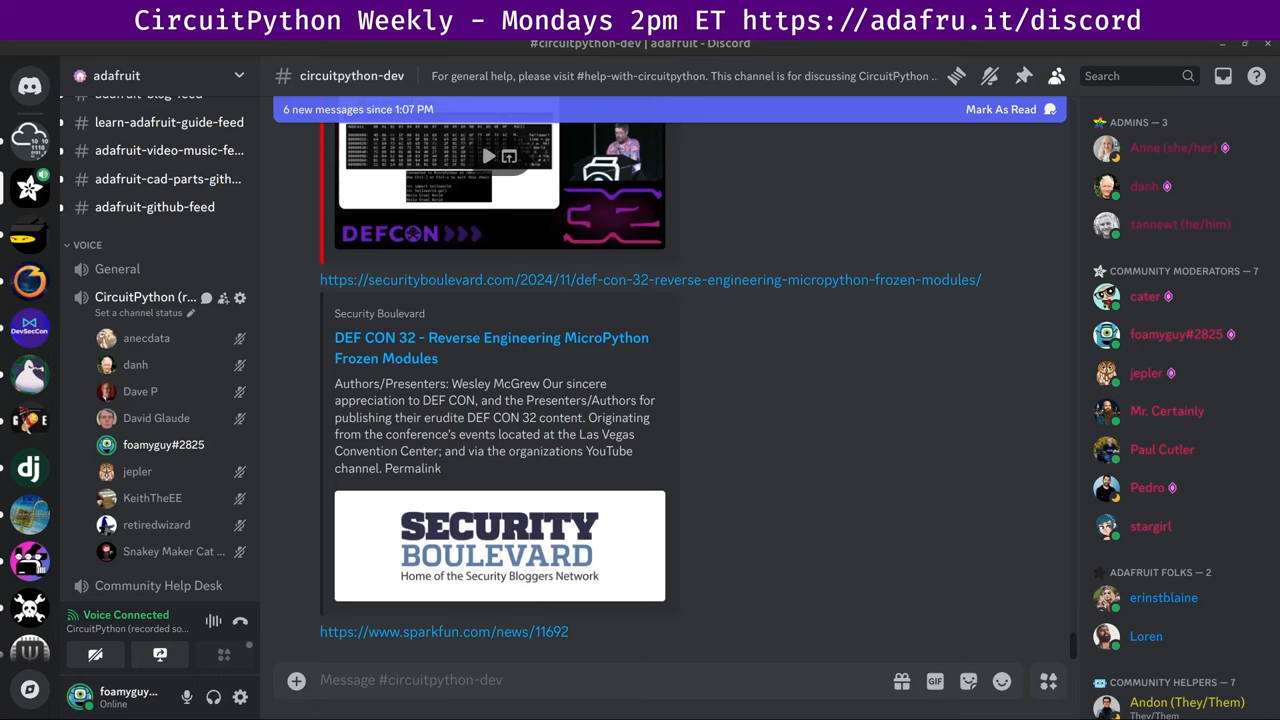 CircuitPython Weekly - Mondays 2pm ET https://adafru.it/discord
#circuitpython-dev | adafruit - Discord
adafruit
circuitpython-dev
For general help, please visit #help-with-circuitpython. This channel is for discussing CircuitPython ...
Search
6 new messages since 1:07 PM
Mark As Read
adafruit-blog-feed
learn-adafruit-guide-feed
adafruit-video-music-fe...
adafruit-cad-parts-gith...
adafruit-github-feed
VOICE
General
CircuitPython (r...
Set a channel status
anecdata
danh
Dave P
David Glaude
foamyguy#2825
jepler
KeithTheEE
retiredwizard
Snakey Maker Cat ...
Community Help Desk
Voice Connected
CircuitPython (recorded so...
foamyguy...
Online
DEFCON
https://securityboulevard.com/2024/11/def-con-32-reverse-engineering-micropython-frozen-modules/
Security Boulevard
DEF CON 32 - Reverse Engineering MicroPython
Frozen Modules
Authors/Presenters: Wesley McGrew Our sincere
appreciation to DEF CON, and the Presenters/Authors for
publishing their erudite DEF CON 32 content. Originating
from the conference's events located at the Las Vegas
Convention Center; and via the organizations YouTube
channel. Permalink
SECURITY
BOULEVARD
Home of the Security Bloggers Network
https://www.sparkfun.com/news/11692
Message #circuitpython-dev
GIF
ADMINS — 3
Anne (she/her)
danh
tannewt (he/him)
COMMUNITY MODERATORS — 7
cater
foamyguy#2825
jepler
Mr. Certainly
Paul Cutler
Pedro
stargirl
ADAFRUIT FOLKS — 2
erinstblaine
Loren
COMMUNITY HELPERS — 7
Andon (They/Them)
They/Them